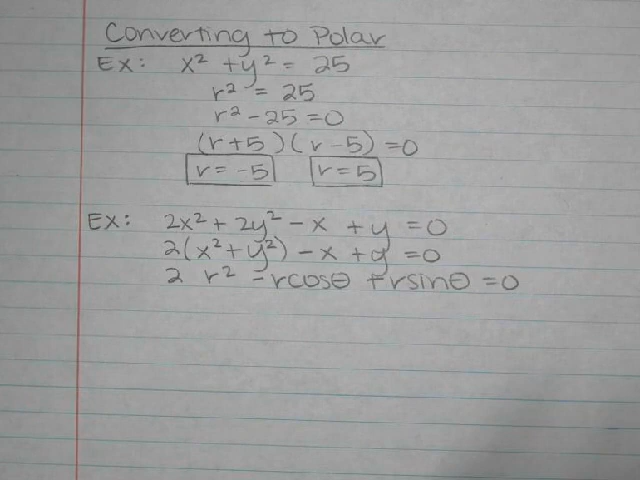 Converting to Polar
EX: x² + y² = 25
r² = 25
r² - 25 = 0
(r+5)(r-5) = 0
r = -5 r = 5
EX: 2x² + 2y² - x + y = 0
2(x² + y²) - x + y = 0
2 r² - rcosθ + rsinθ = 0